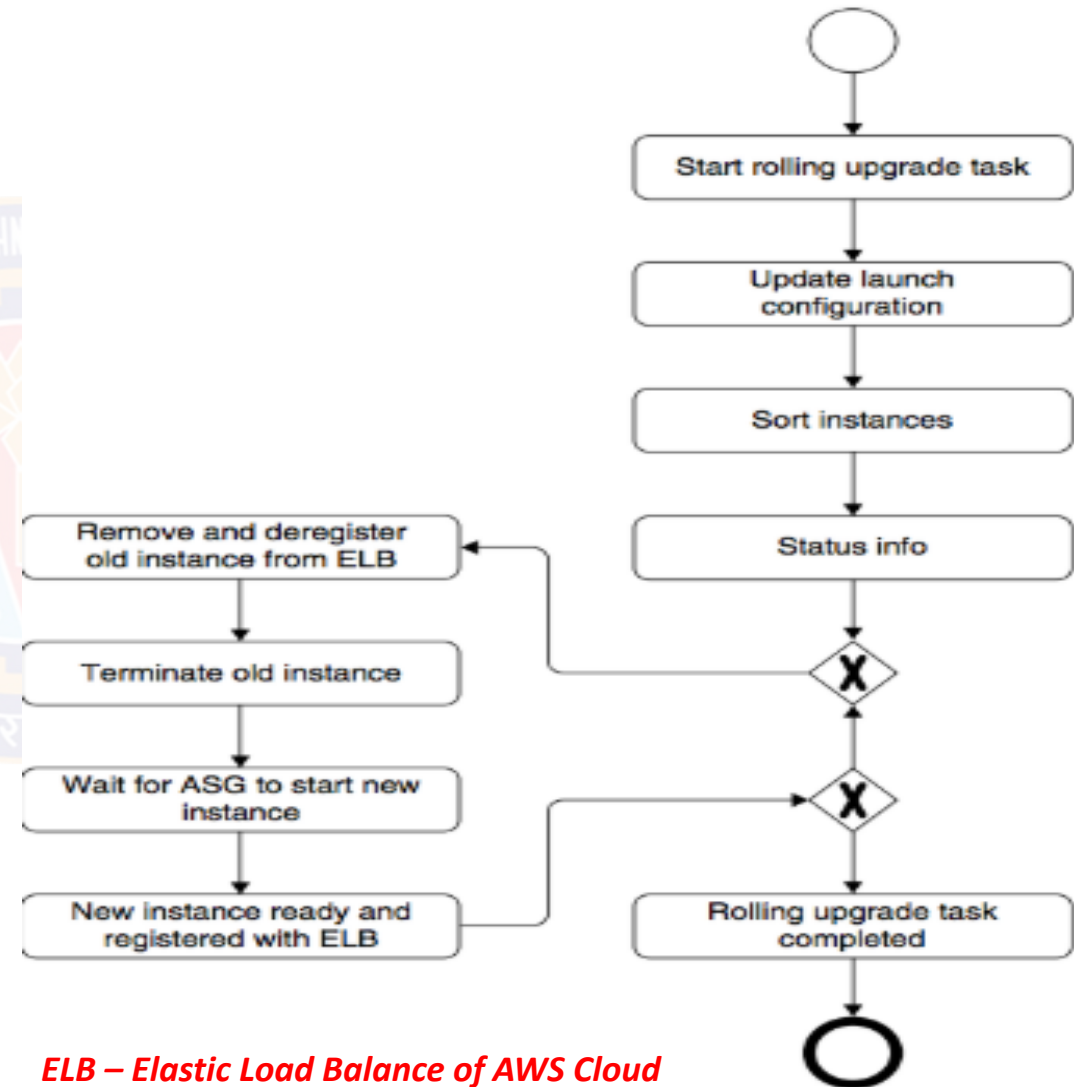 Start rolling upgrade task
Update launch
configuration
Sort instances
Status info
X
Remove and deregister
old instance from ELB
Terminate old instance
Wait for ASG to start new
instance
New instance ready and
registered with ELB
X
Rolling upgrade task
completed
ELB – Elastic Load Balance of AWS Cloud